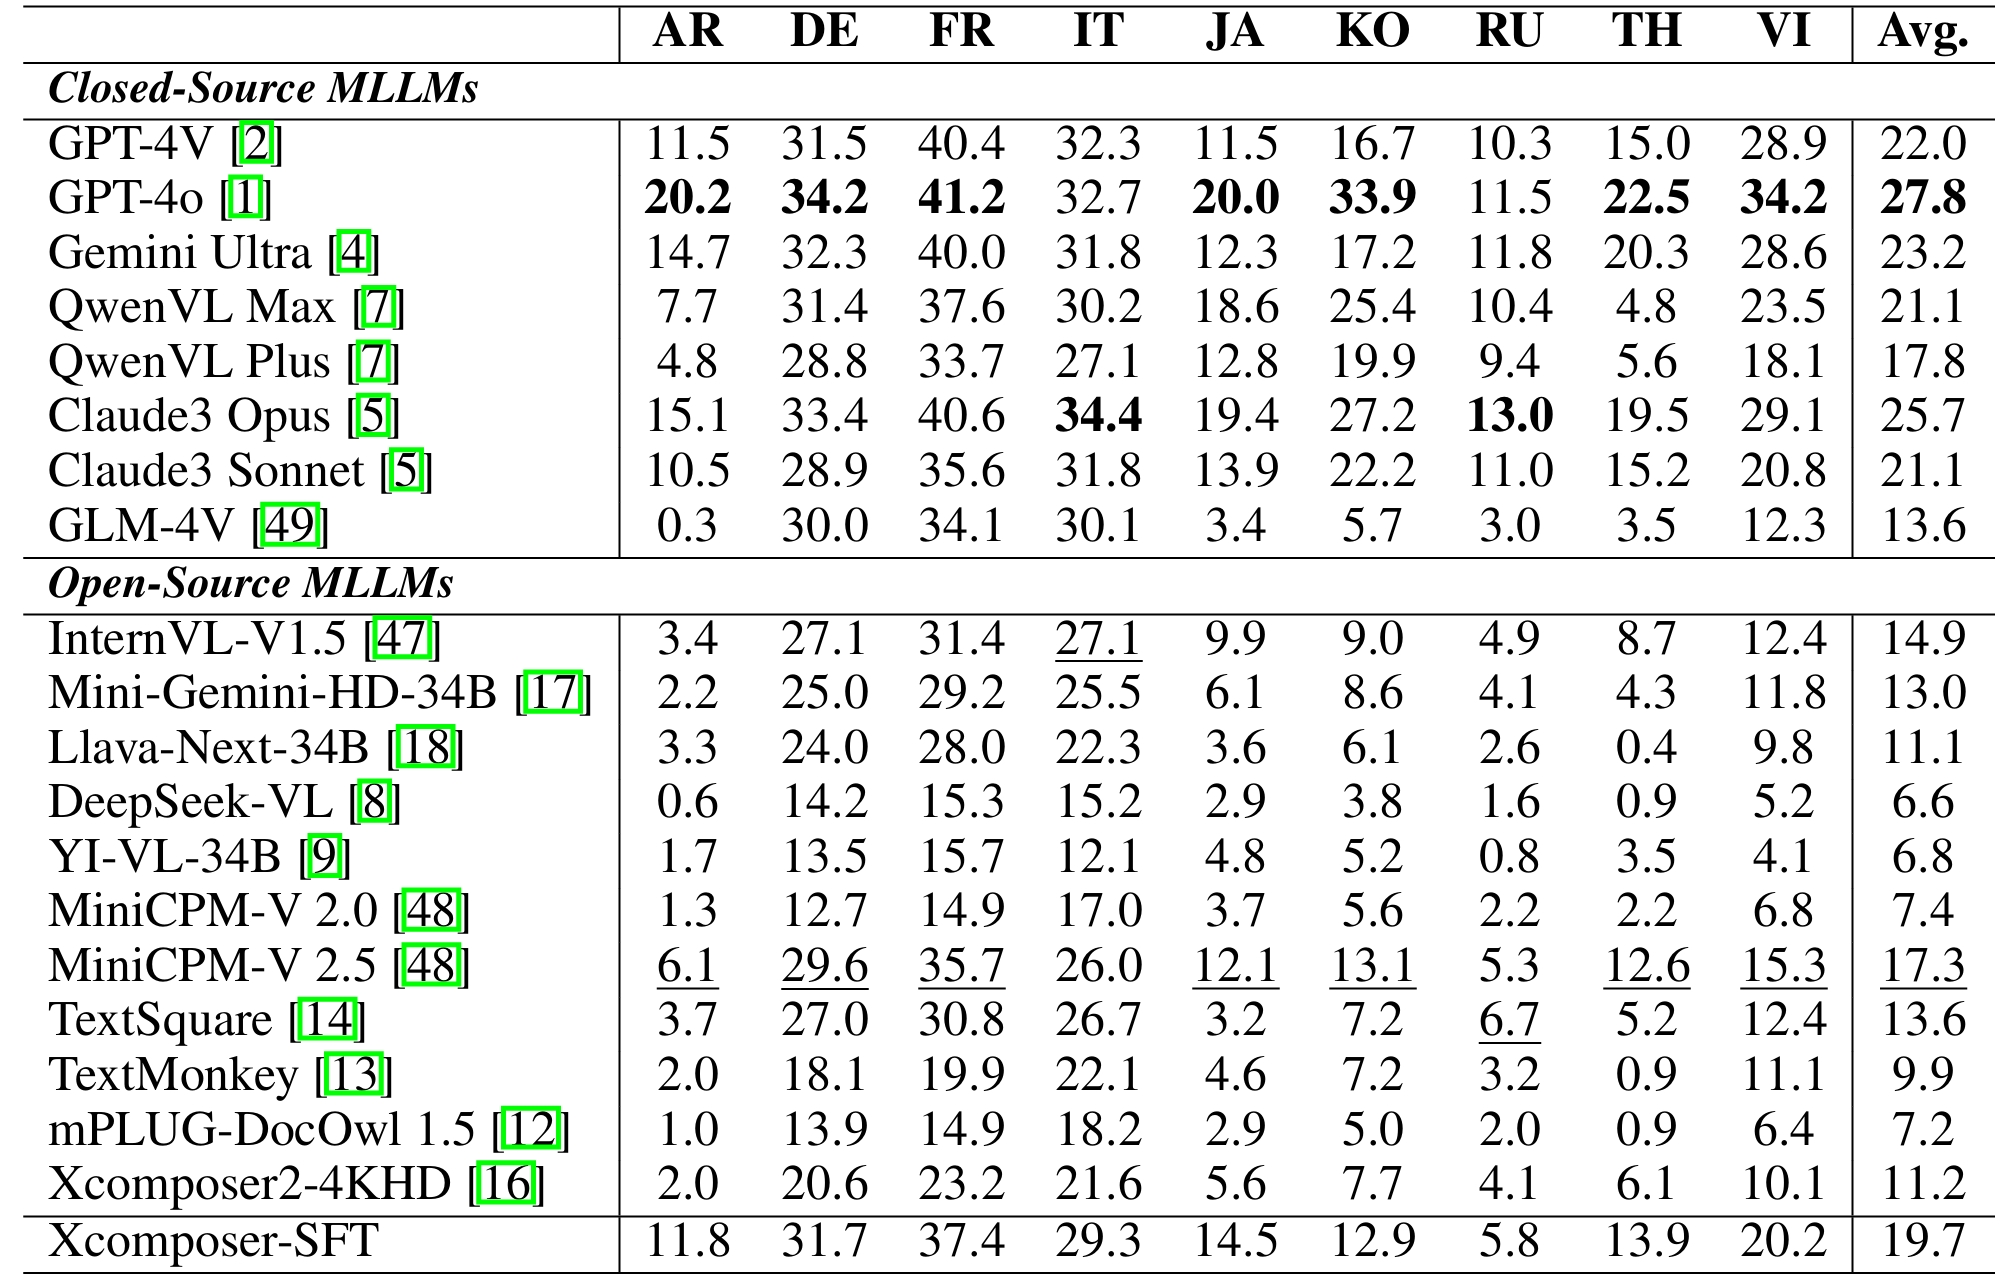 AR DE FR IT JA KO RU TH VI Avg.
Closed-Source MLLMs
GPT-4V [2] 11.5 31.5 40.4 32.3 11.5 16.7 10.3 15.0 28.9 22.0
GPT-4o [1] 20.2 34.2 41.2 32.7 20.0 33.9 11.5 22.5 34.2 27.8
Gemini Ultra [4] 14.7 32.3 40.0 31.8 12.3 17.2 11.8 20.3 28.6 23.2
QwenVL Max [7] 7.7 31.4 37.6 30.2 18.6 25.4 10.4 4.8 23.5 21.1
QwenVL Plus [7] 4.8 28.8 33.7 27.1 12.8 19.9 9.4 5.6 18.1 17.8
Claude3 Opus [5] 15.1 33.4 40.6 34.4 19.4 27.2 13.0 19.5 29.1 25.7
Claude3 Sonnet [5] 10.5 28.9 35.6 31.8 13.9 22.2 11.0 15.2 20.8 21.1
GLM-4V [49] 0.3 30.0 34.1 30.1 3.4 5.7 3.0 3.5 12.3 13.6
Open-Source MLLMs
InternVL-V1.5 [47] 3.4 27.1 31.4 27.1 9.9 9.0 4.9 8.7 12.4 14.9
Mini-Gemini-HD-34B [17] 2.2 25.0 29.2 25.5 6.1 8.6 4.1 4.3 11.8 13.0
Llava-Next-34B [18] 3.3 24.0 28.0 22.3 3.6 6.1 2.6 0.4 9.8 11.1
DeepSeek-VL [8] 0.6 14.2 15.3 15.2 2.9 3.8 1.6 0.9 5.2 6.6
YI-VL-34B [9] 1.7 13.5 15.7 12.1 4.8 5.2 0.8 3.5 4.1 6.8
MiniCPM-V 2.0 [48] 1.3 12.7 14.9 17.0 3.7 5.6 2.2 2.2 6.8 7.4
MiniCPM-V 2.5 [48] 6.1 29.6 35.7 26.0 12.1 13.1 5.3 12.6 15.3 17.3
TextSquare [14] 3.7 27.0 30.8 26.7 3.2 7.2 6.7 5.2 12.4 13.6
TextMonkey [13] 2.0 18.1 19.9 22.1 4.6 7.2 3.2 0.9 11.1 9.9
mPLUG-DocOwl 1.5 [12] 1.0 13.9 14.9 18.2 2.9 5.0 2.0 0.9 6.4 7.2
Xcomposer2-4KHD [16] 2.0 20.6 23.2 21.6 5.6 7.7 4.1 6.1 10.1 11.2
Xcomposer-SFT 11.8 31.7 37.4 29.3 14.5 12.9 5.8 13.9 20.2 19.7